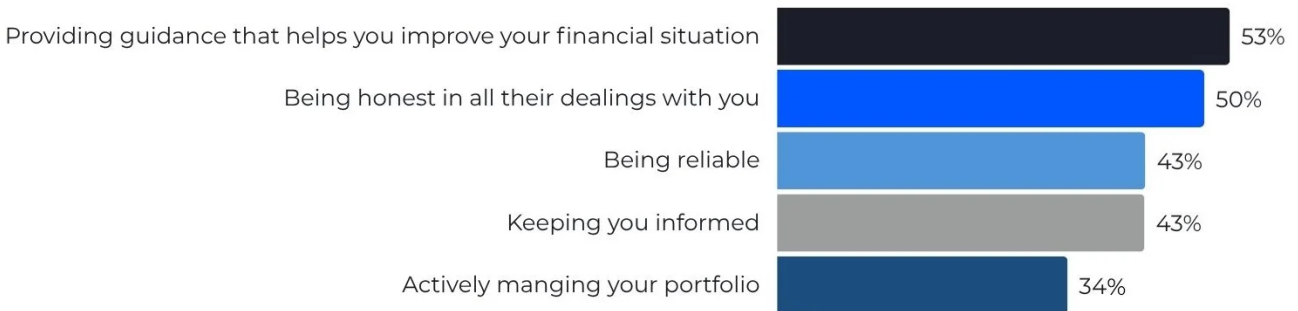 Providing guidance that helps you improve your financial situation 53%
Being honest in all their dealings with you 50%
Being reliable 43%
Keeping you informed 43%
Actively manging your portfolio 34%